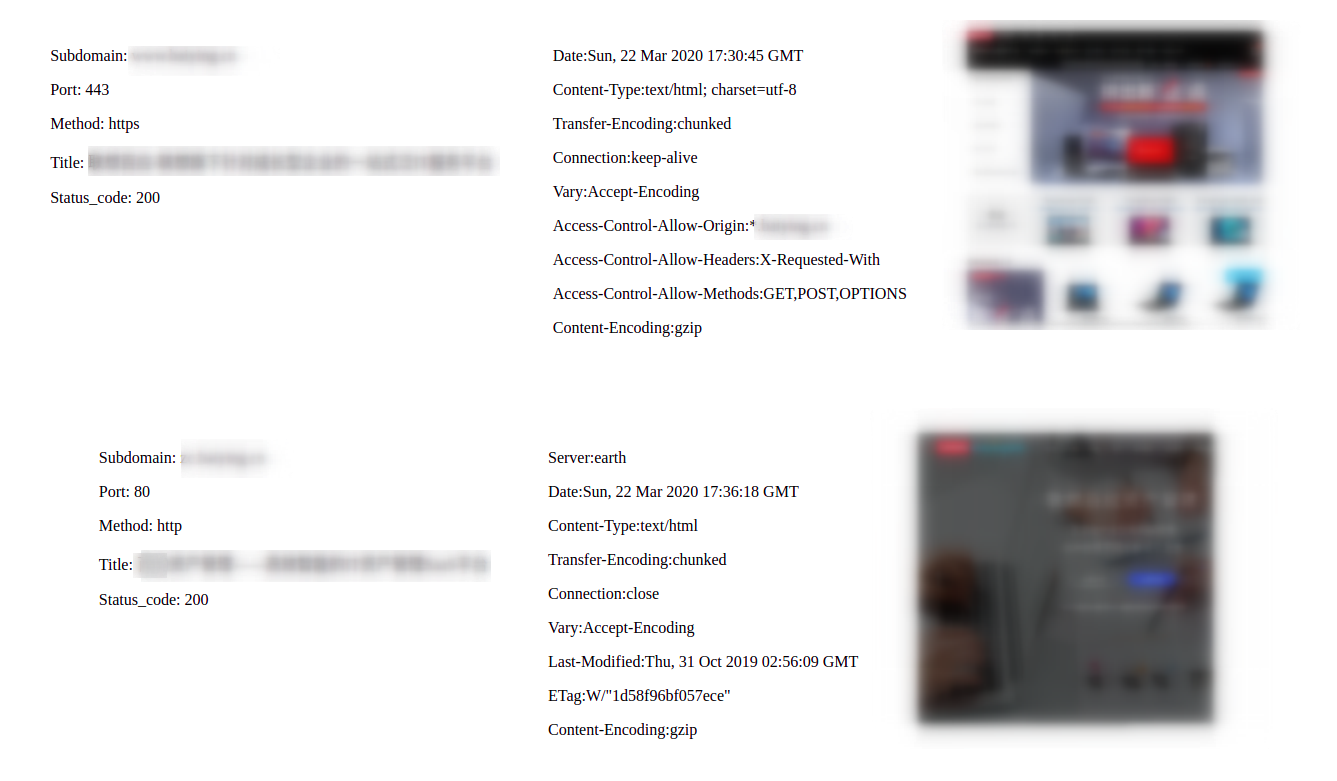 Subdomain:
Port: 443
Method: https
Title:
Status_code: 200
Date:Sun, 22 Mar 2020 17:30:45 GMT
Content-Type:text/html; charset=utf-8
Transfer-Encoding:chunked
Connection:keep-alive
Vary:Accept-Encoding
Access-Control-Allow-Origin:*
Access-Control-Allow-Headers:X-Requested-With
Access-Control-Allow-Methods:GET,POST,OPTIONS
Content-Encoding:gzip
Subdomain:
Port: 80
Method: http
Title:
Status_code: 200
Server:earth
Date:Sun, 22 Mar 2020 17:36:18 GMT
Content-Type:text/html
Transfer-Encoding:chunked
Connection:close
Vary:Accept-Encoding
Last-Modified:Thu, 31 Oct 2019 02:56:09 GMT
ETag:W/"1d58f96bf057ece"
Content-Encoding:gzip